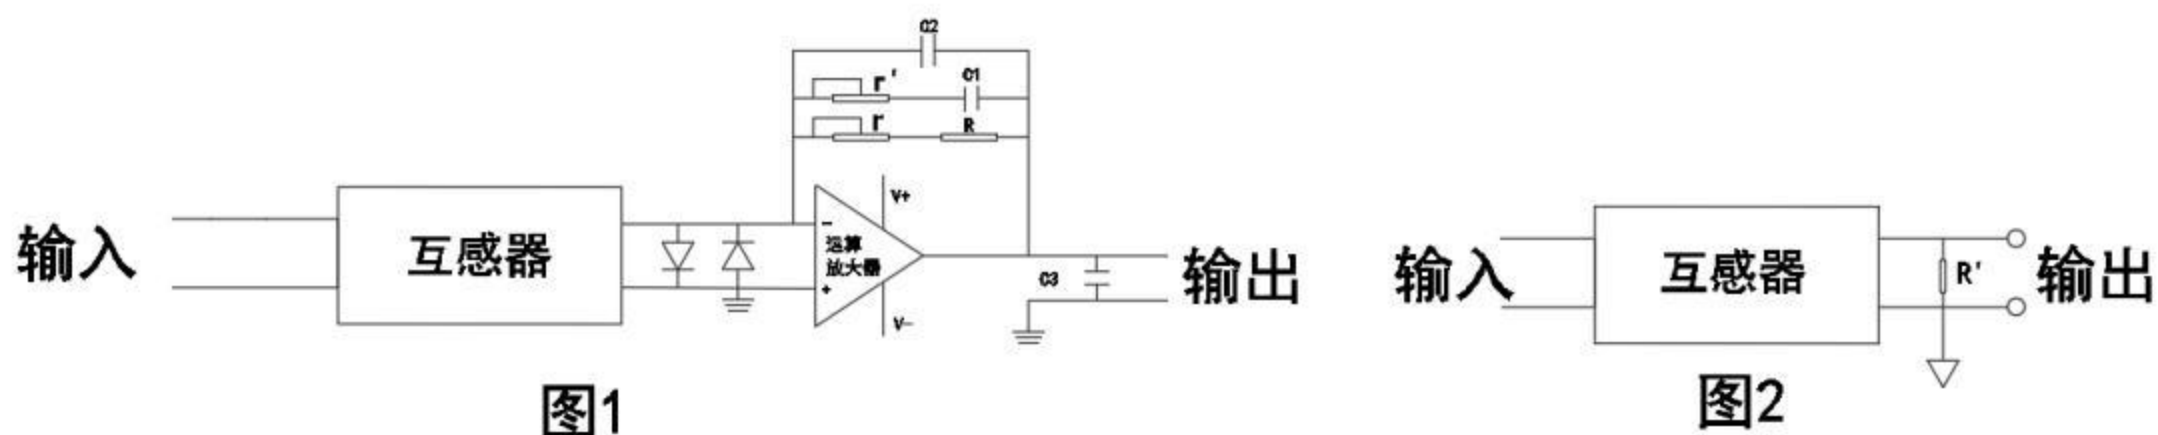 C2
r' C1
r R
V+
-
输入 互感器 运算
放大器
+
C3 输出
V-
图1
输入 互感器 R' 输出
图2